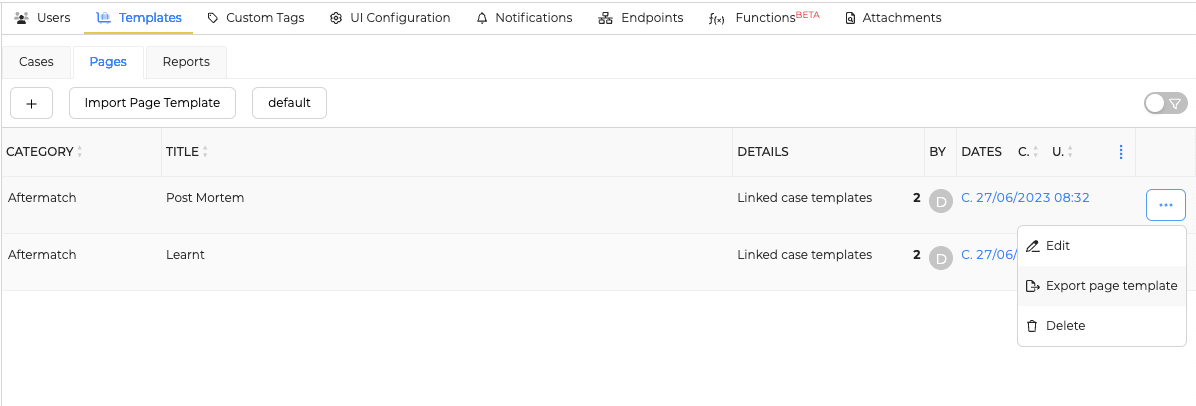 Users Templates Custom Tags UI Configuration Notifications Endpoints f(x) Functions BETA Attachments
Cases Pages Reports
+ Import Page Template default
CATEGORY TITLE DETAILS BY DATES C. U.
Aftermatch Post Mortem Linked case templates 2 D C. 27/06/2023 08:32
Aftermatch Learnt Linked case templates 2 D C. 27/06/
Edit
Export page template
Delete